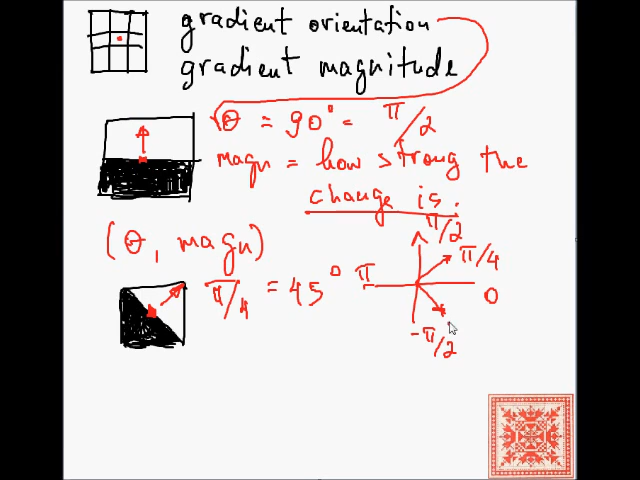 gradient orientation
gradient magnitude
θ = 90° = π/2
magn = how strong the
change is.
(θ, magn)
π/4 = 45°
π/2
π/4
π
0
-π/2